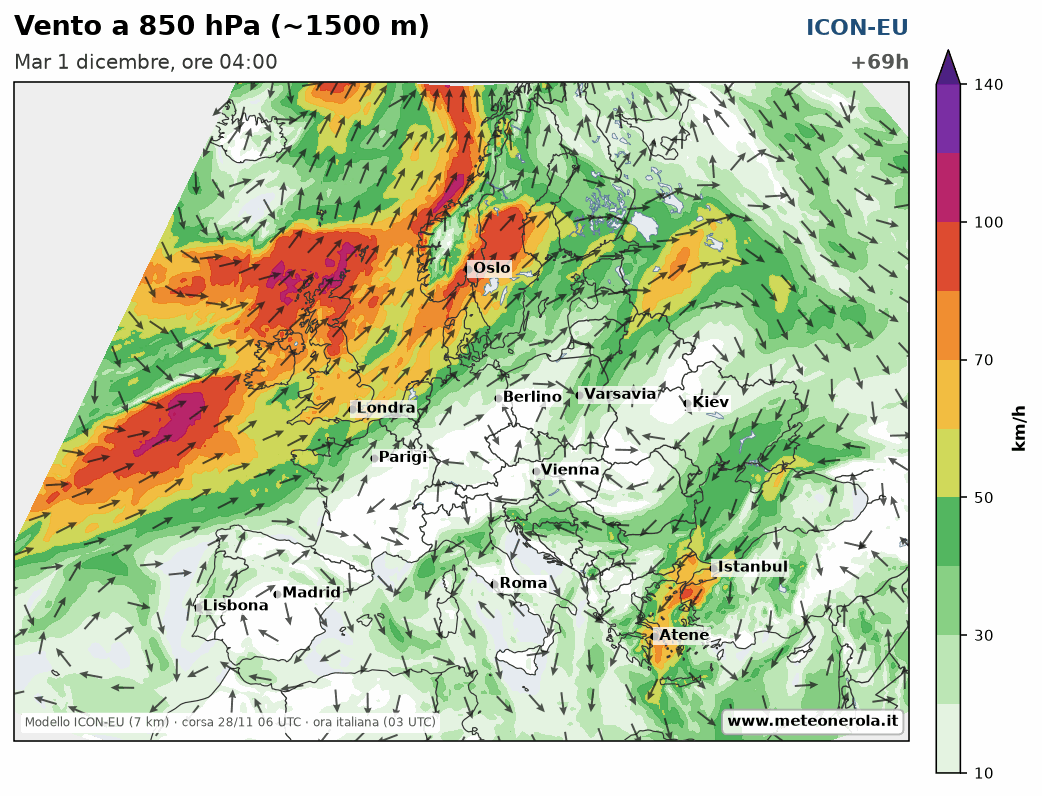 Vento a 850 hPa (~1500 m)
ICON-EU
Mar 1 dicembre, ore 04:00
+69h
140
100
70
50
30
10
km/h
Oslo
Londra
Berlino
Varsavia
Kiev
Parigi
Vienna
Istanbul
Roma
Madrid
Lisbona
Atene
Modello ICON-EU (7 km) · corsa 28/11 06 UTC · ora italiana (03 UTC)
www.meteonerola.it